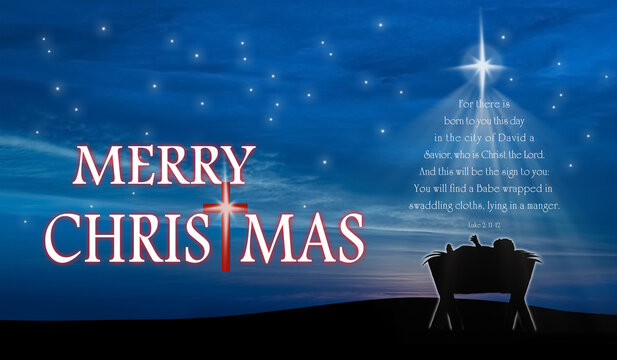 MERRY
CHRISTMAS
For there is
born to you this day
in the city of David a
Savior, who is Christ the Lord.
And this will be the sign to you:
You will find a Babe wrapped in
swaddling cloths, lying in a manger.
Luke 2: 11-12